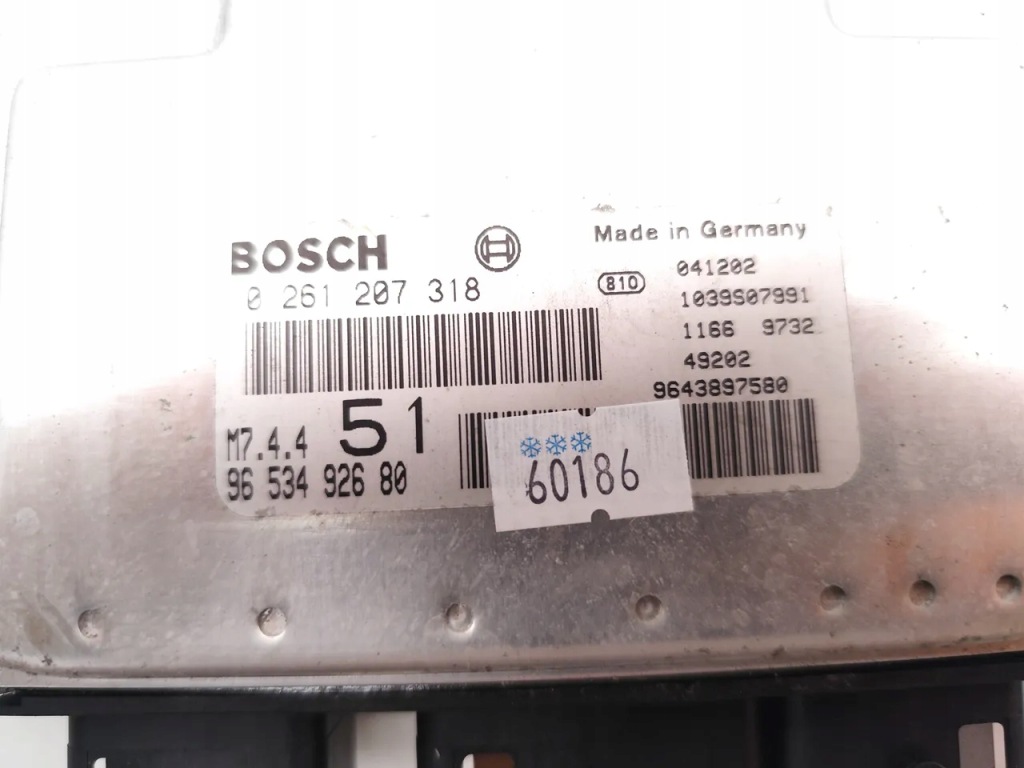 BOSCH
Made in Germany
0 261 207 318
810
041202
1039S07991
1166 9732
49202
9643897580
M7.4.4 51
96 534 926 80
60186